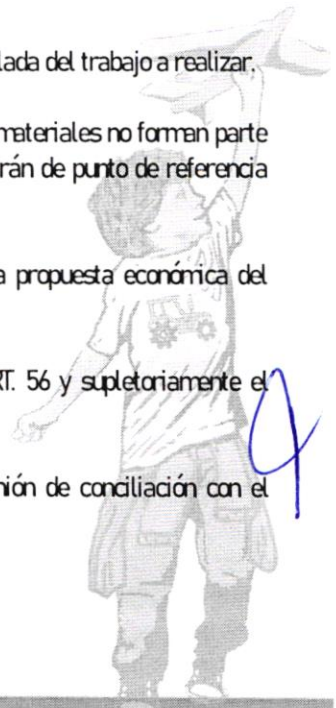 lada del trabajo a realizar.
materiales no forman parte
rán de punto de referencia
a propuesta económica del
RT. 56 y supletoriamente el
nión de conciliación con el